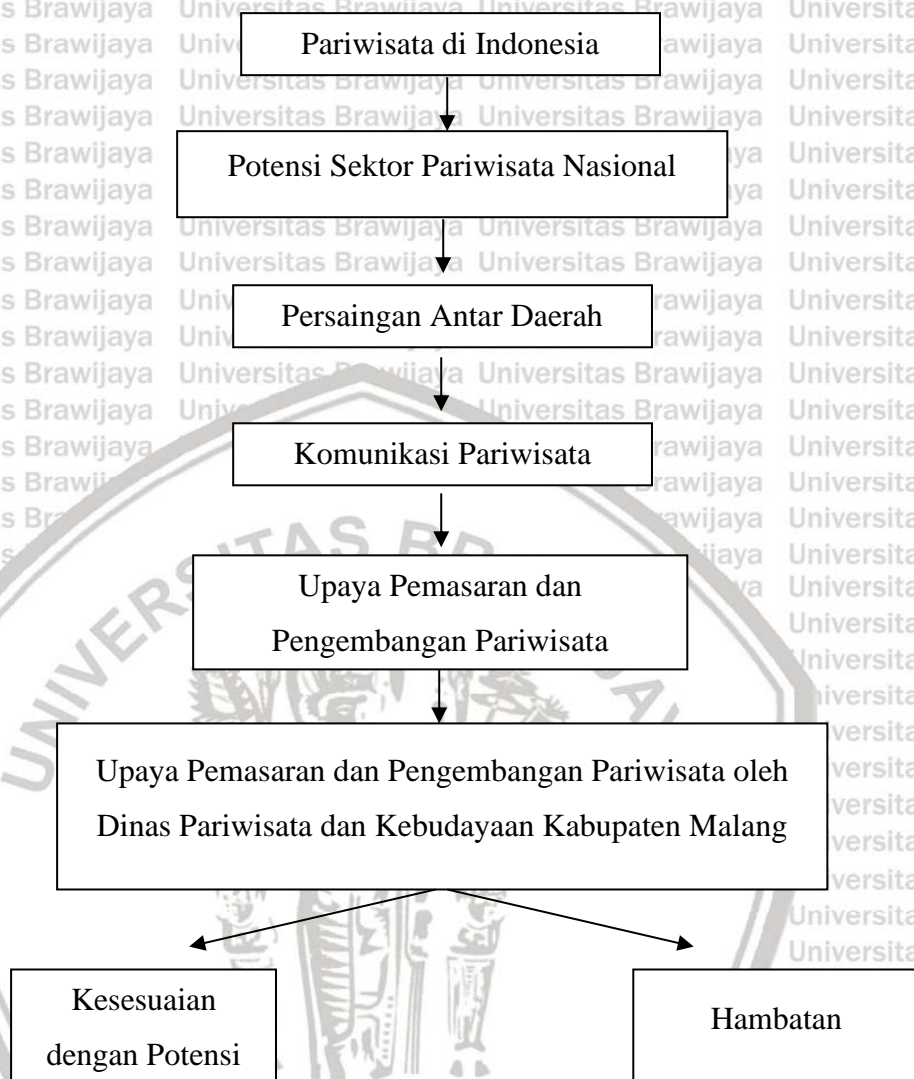 Pariwisata di Indonesia
Potensi Sektor Pariwisata Nasional
Persaingan Antar Daerah
Komunikasi Pariwisata
Upaya Pemasaran dan
Pengembangan Pariwisata
Upaya Pemasaran dan Pengembangan Pariwisata oleh
Dinas Pariwisata dan Kebudayaan Kabupaten Malang
Kesesuaian
dengan Potensi
Hambatan